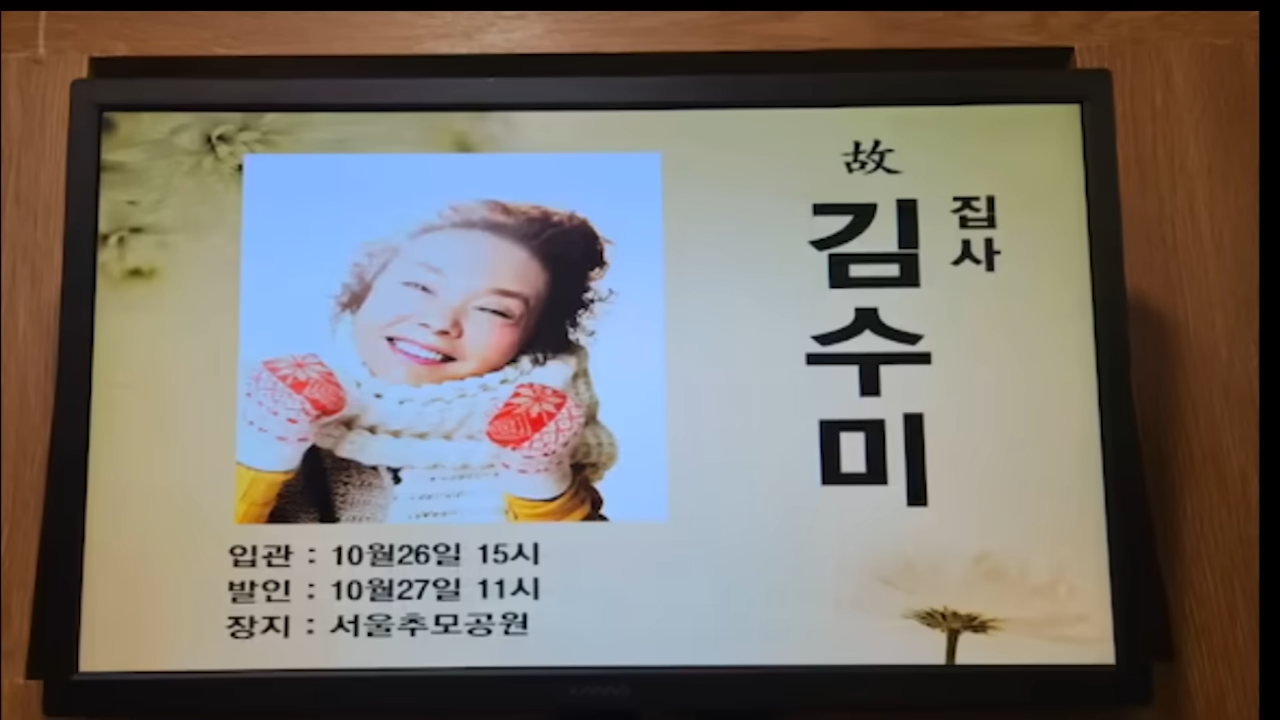 故
김수미
집사
입관 : 10월26일 15시
발인 : 10월27일 11시
장지 : 서울추모공원